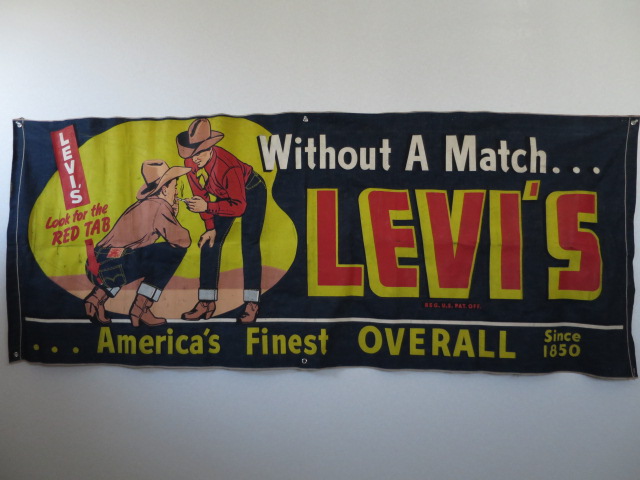 LEVI'S
Look for the
RED TAB
Without A Match...
LEVI'S
REG. U.S. PAT. OFF.
... America's Finest OVERALL Since
1850